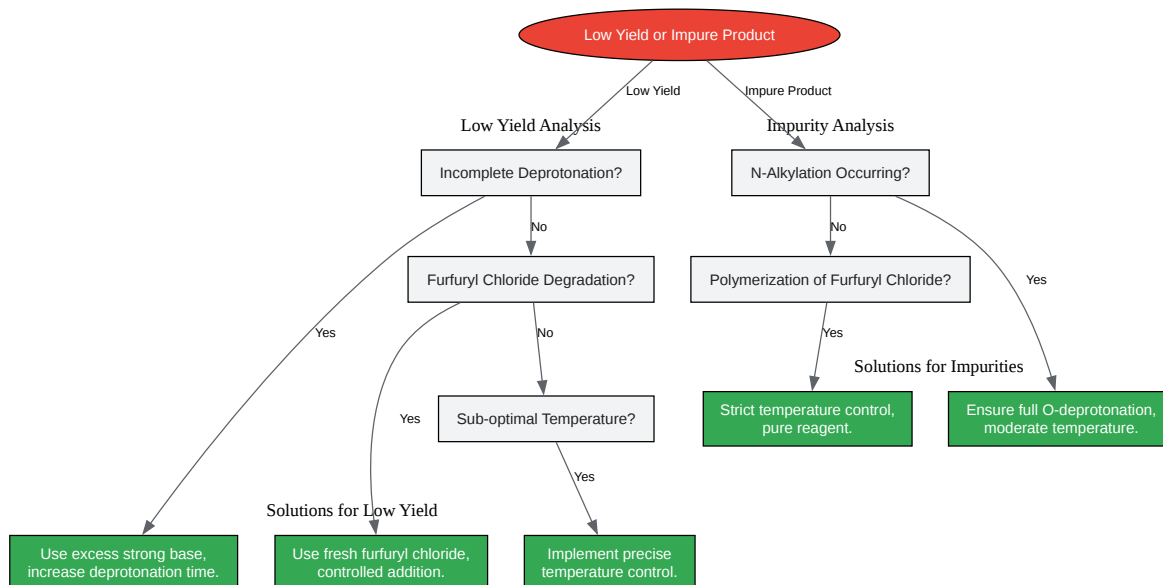 Low Yield or Impure Product
Low Yield
Impure Product
Low Yield Analysis
Impurity Analysis
Incomplete Deprotonation?
N-Alkylation Occurring?
No
No
Furfuryl Chloride Degradation?
Polymerization of Furfuryl Chloride?
Yes
Yes
No
Yes
Solutions for Impurities
Strict temperature control,
pure reagent.
Ensure full O-deprotonation,
moderate temperature.
Yes
Sub-optimal Temperature?
Yes
Solutions for Low Yield
Use excess strong base,
increase deprotonation time.
Use fresh furfuryl chloride,
controlled addition.
Implement precise
temperature control.